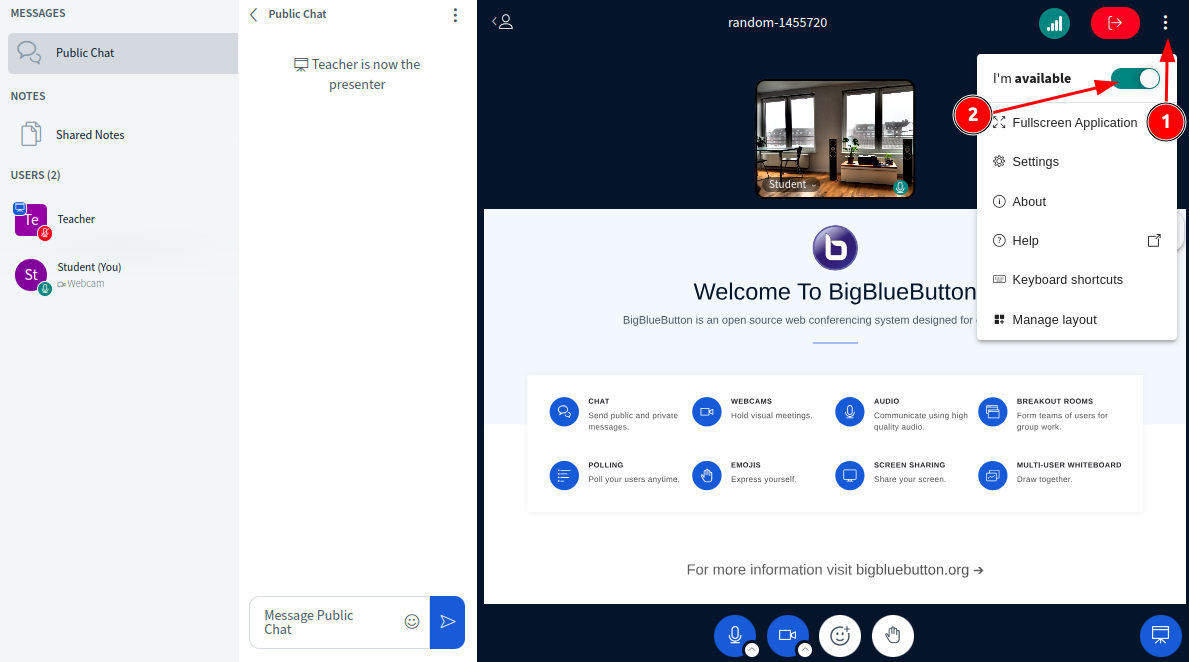 MESSAGES
Public Chat
NOTES
Shared Notes
USERS (2)
Te
Teacher
St
Student (You)
Webcam
Public Chat
Teacher is now the
presenter
Message Public
Chat
random-1455720
Student
I'm available
2
1
Fullscreen Application
Settings
About
Help
Keyboard shortcuts
Manage layout
b
Welcome To BigBlueButton
BigBlueButton is an open source web conferencing system designed for
CHAT
Send public and private
messages.
WEBCAMS
Hold visual meetings.
AUDIO
Communicate using high
quality audio.
BREAKOUT ROOMS
Form teams of users for
group work.
POLLING
Poll your users anytime.
EMOJIS
Express yourself.
SCREEN SHARING
Share your screen.
MULTI-USER WHITEBOARD
Draw together.
For more information visit bigbluebutton.org →